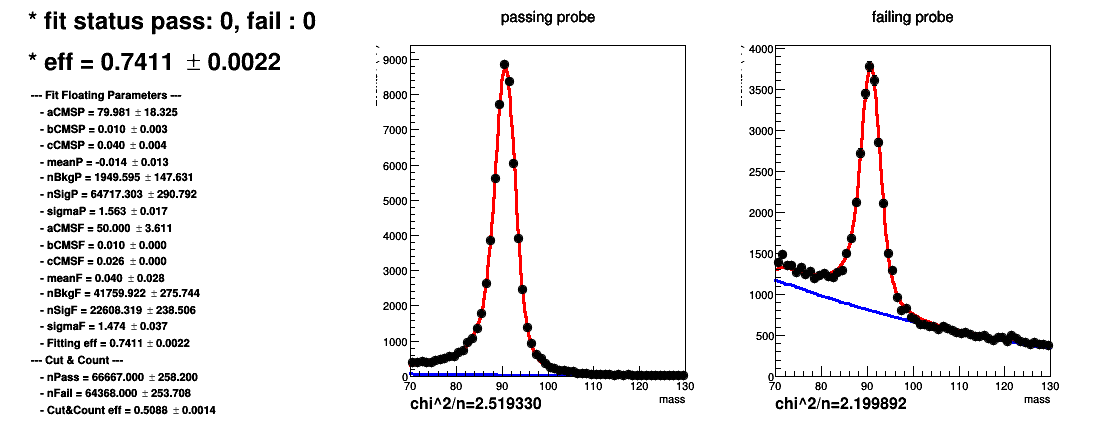 * fit status pass: 0, fail : 0
* eff = 0.7411 ± 0.0022
--- Fit Floating Parameters ---
- aCMSP = 79.981 ± 18.325
- bCMSP = 0.010 ± 0.003
- cCMSP = 0.040 ± 0.004
- meanP = -0.014 ± 0.013
- nBkgP = 1949.595 ± 147.631
- nSigP = 64717.303 ± 290.792
- sigmaP = 1.563 ± 0.017
- aCMSF = 50.000 ± 3.611
- bCMSF = 0.010 ± 0.000
- cCMSF = 0.026 ± 0.000
- meanF = 0.040 ± 0.028
- nBkgF = 41759.922 ± 275.744
- nSigF = 22608.319 ± 238.506
- sigmaF = 1.474 ± 0.037
- Fitting eff = 0.7411 ± 0.0022
--- Cut & Count ---
- nPass = 66667.000 ± 258.200
- nFail = 64368.000 ± 253.708
- Cut&Count eff = 0.5088 ± 0.0014
passing probe
9000
8000
7000
6000
5000
4000
3000
2000
1000
0
70 80 90 100 110 120 130
mass
chi^2/n=2.519330
failing probe
4000
3500
3000
2500
2000
1500
1000
500
0
70 80 90 100 110 120 130
mass
chi^2/n=2.199892